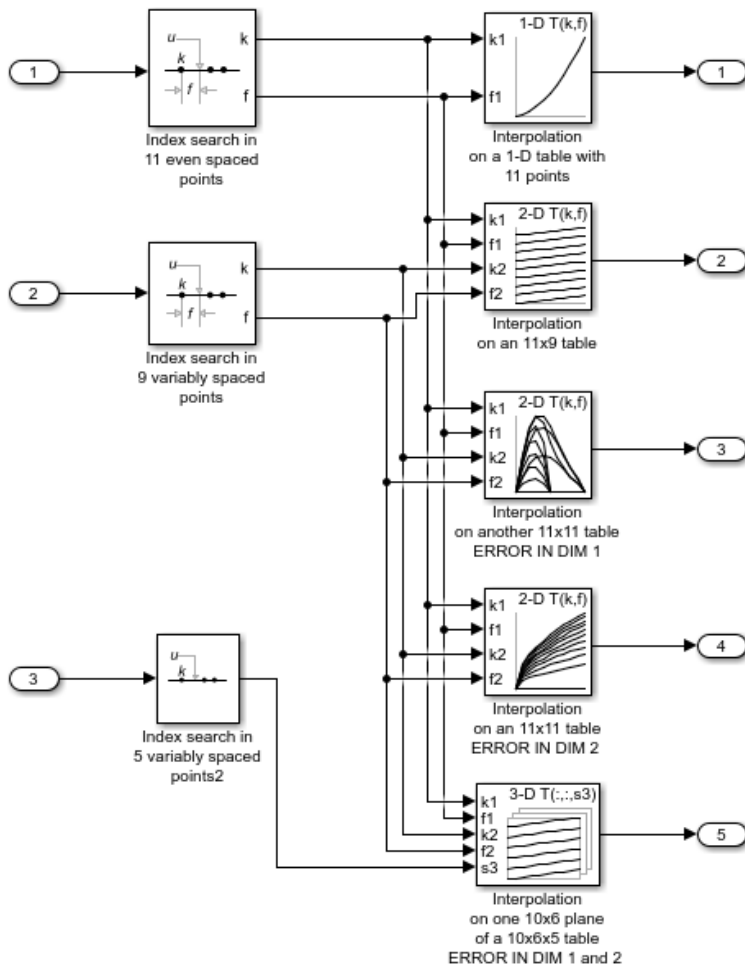 1
u
k
f
k
f
Index search in
11 even spaced
points
1-D T(k,f)
k1
f1
Interpolation
on a 1-D table with
11 points
1
2
u
k
f
k
f
Index search in
9 variably spaced
points
2-D T(k,f)
k1
f1
k2
f2
Interpolation
on an 11x9 table
2
2-D T(k,f)
k1
f1
k2
f2
Interpolation
on another 11x11 table
ERROR IN DIM 1
3
3
u
k
Index search in
5 variably spaced
points2
2-D T(k,f)
k1
f1
k2
f2
Interpolation
on an 11x11 table
ERROR IN DIM 2
4
3-D T(:,:,s3)
k1
f1
k2
f2
s3
Interpolation
on one 10x6 plane
of a 10x6x5 table
ERROR IN DIM 1 and 2
5